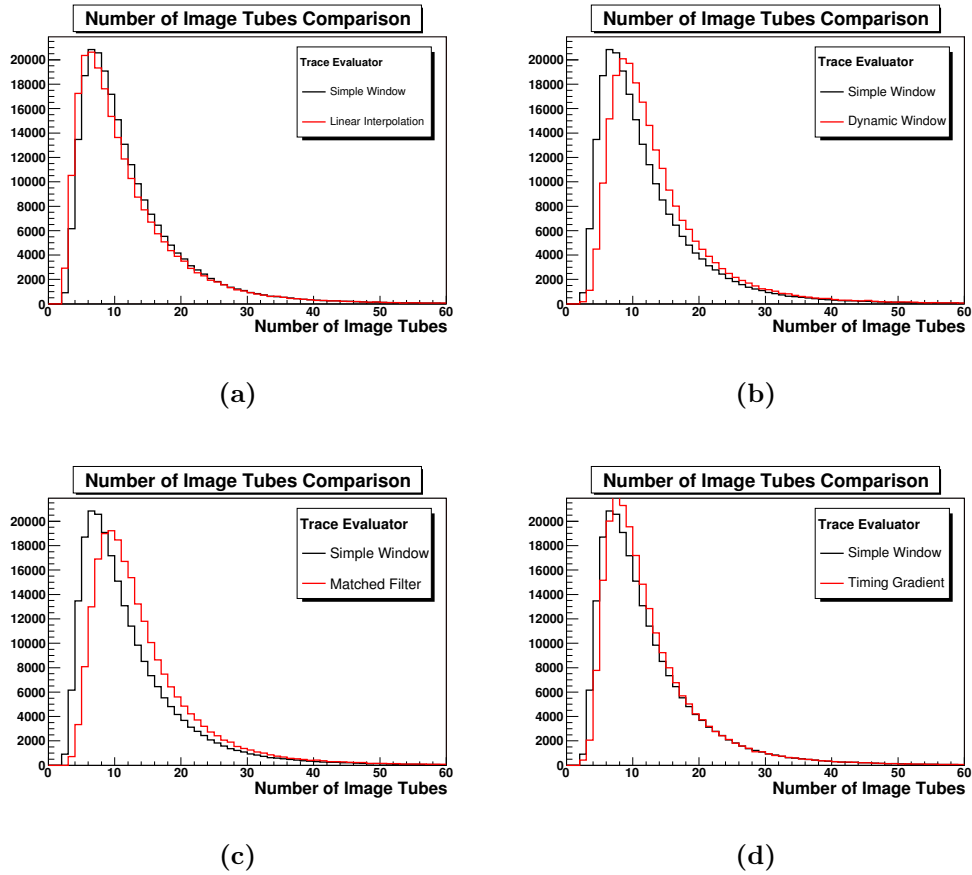 Number of Image Tubes Comparison
20000
18000
16000
14000
12000
10000
8000
6000
4000
2000
0
Trace Evaluator
Simple Window
Linear Interpolation
0 10 20 30 40 50 60
Number of Image Tubes
(a)
Number of Image Tubes Comparison
20000
18000
16000
14000
12000
10000
8000
6000
4000
2000
0
Trace Evaluator
Simple Window
Dynamic Window
0 10 20 30 40 50 60
Number of Image Tubes
(b)
Number of Image Tubes Comparison
20000
18000
16000
14000
12000
10000
8000
6000
4000
2000
0
Trace Evaluator
Simple Window
Matched Filter
0 10 20 30 40 50 60
Number of Image Tubes
(c)
Number of Image Tubes Comparison
20000
18000
16000
14000
12000
10000
8000
6000
4000
2000
0
Trace Evaluator
Simple Window
Timing Gradient
0 10 20 30 40 50 60
Number of Image Tubes
(d)